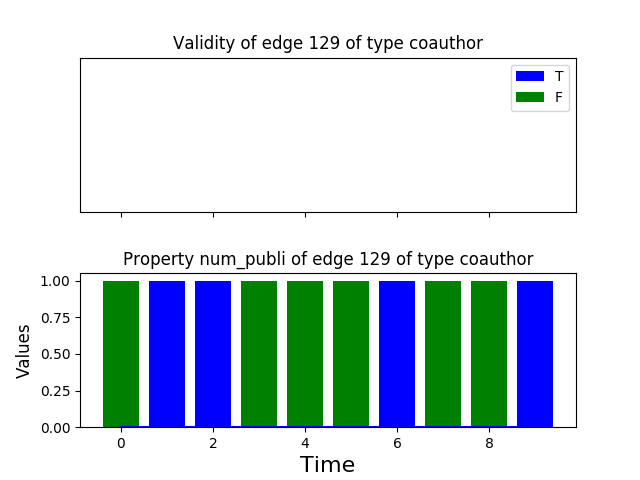 Validity of edge 129 of type coauthor
T
F
Property num_publi of edge 129 of type coauthor
1.00
0.75
0.50
0.25
0.00
Values
0 2 4 6 8
Time